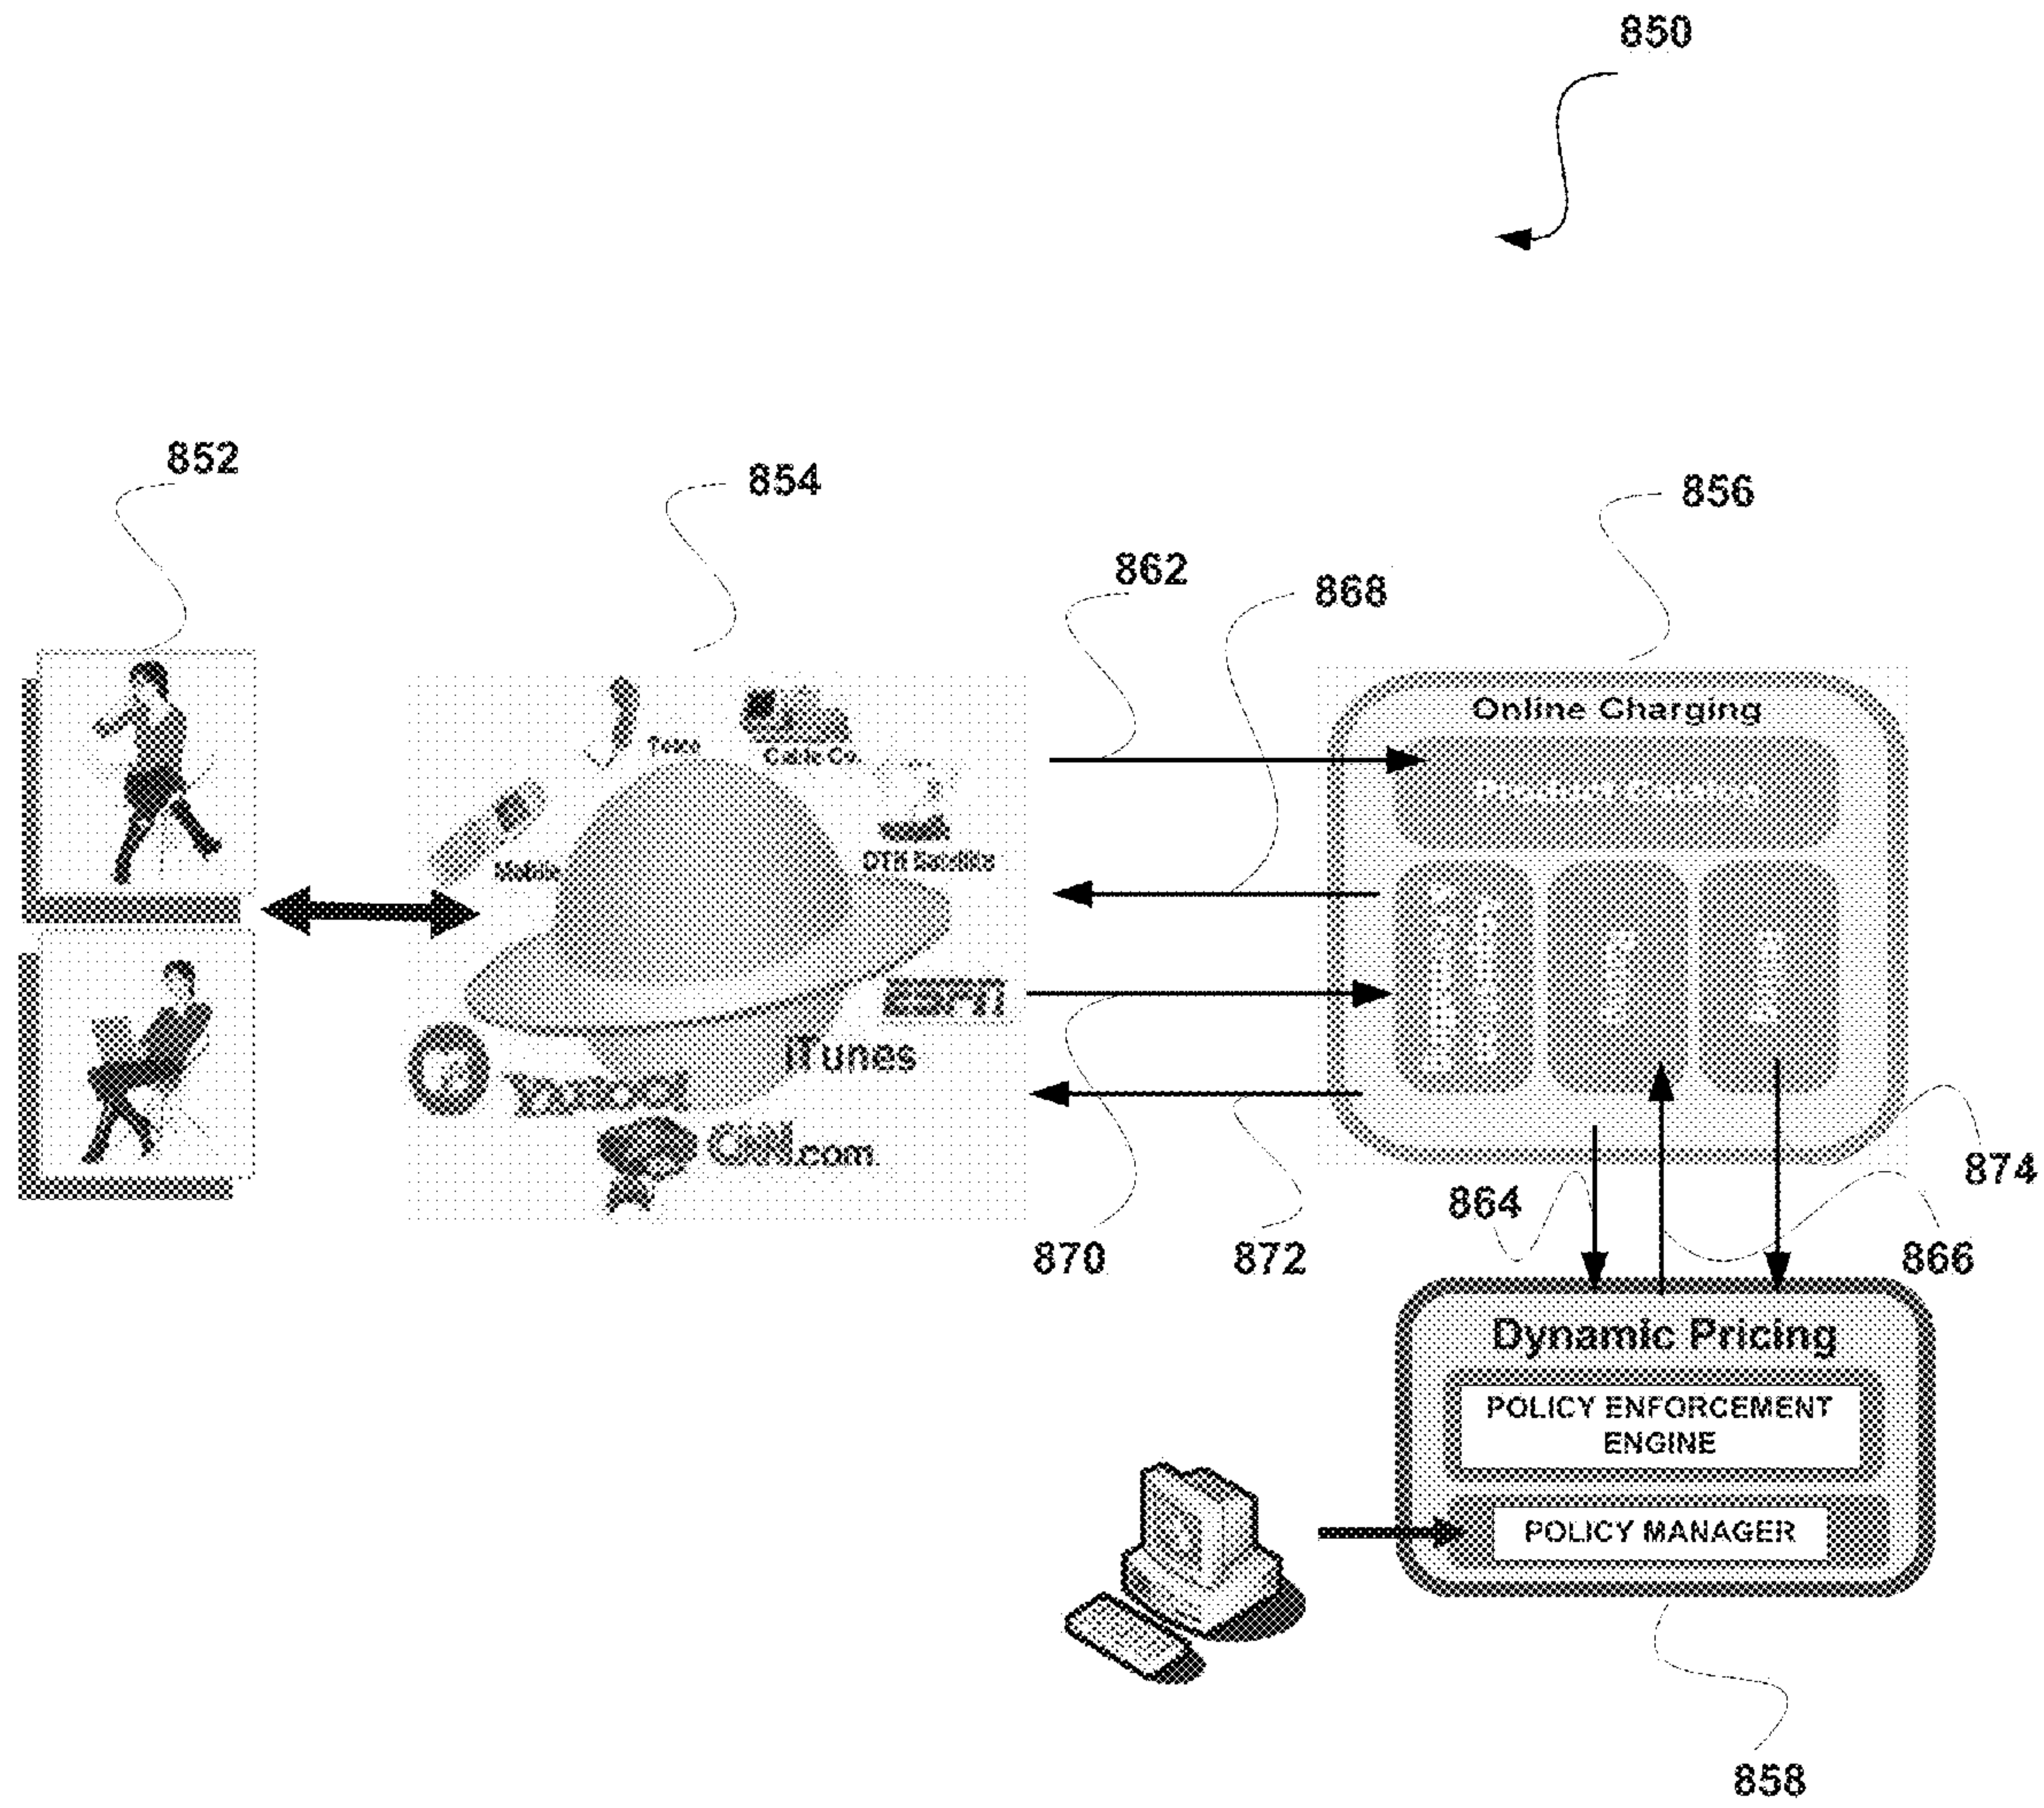 850
852
854
856
862
868
Online Charging
Telco
Cable Co.
Mobile
DTH Satellite
ESPN
iTunes
Yahoo!
CNN.com
874
864
870
872
866
Dynamic Pricing
POLICY ENFORCEMENT
ENGINE
POLICY MANAGER
858